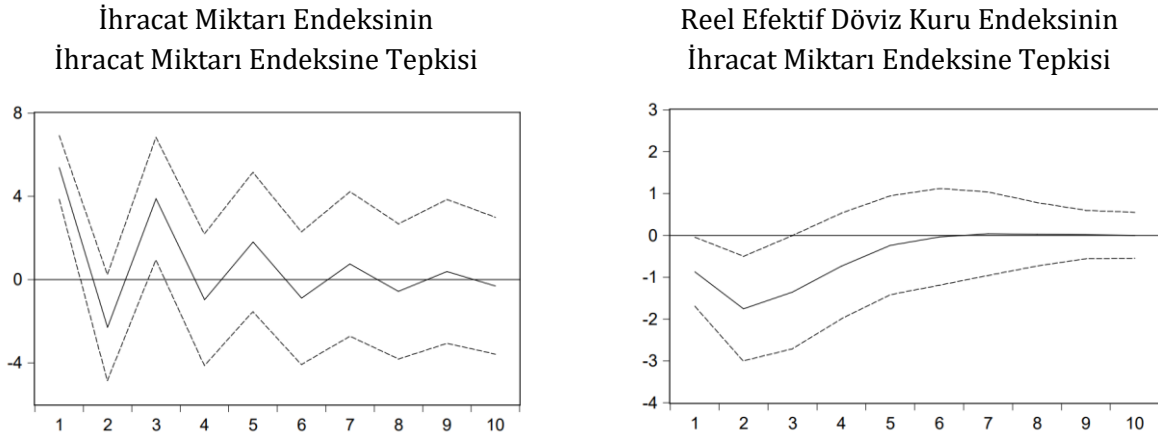 İhracat Miktarı Endeksinin
İhracat Miktarı Endeksine Tepkisi
8
4
0
-4
1 2 3 4 5 6 7 8 9 10
Reel Efektif Döviz Kuru Endeksinin
İhracat Miktarı Endeksine Tepkisi
3
2
1
0
-1
-2
-3
-4
1 2 3 4 5 6 7 8 9 10